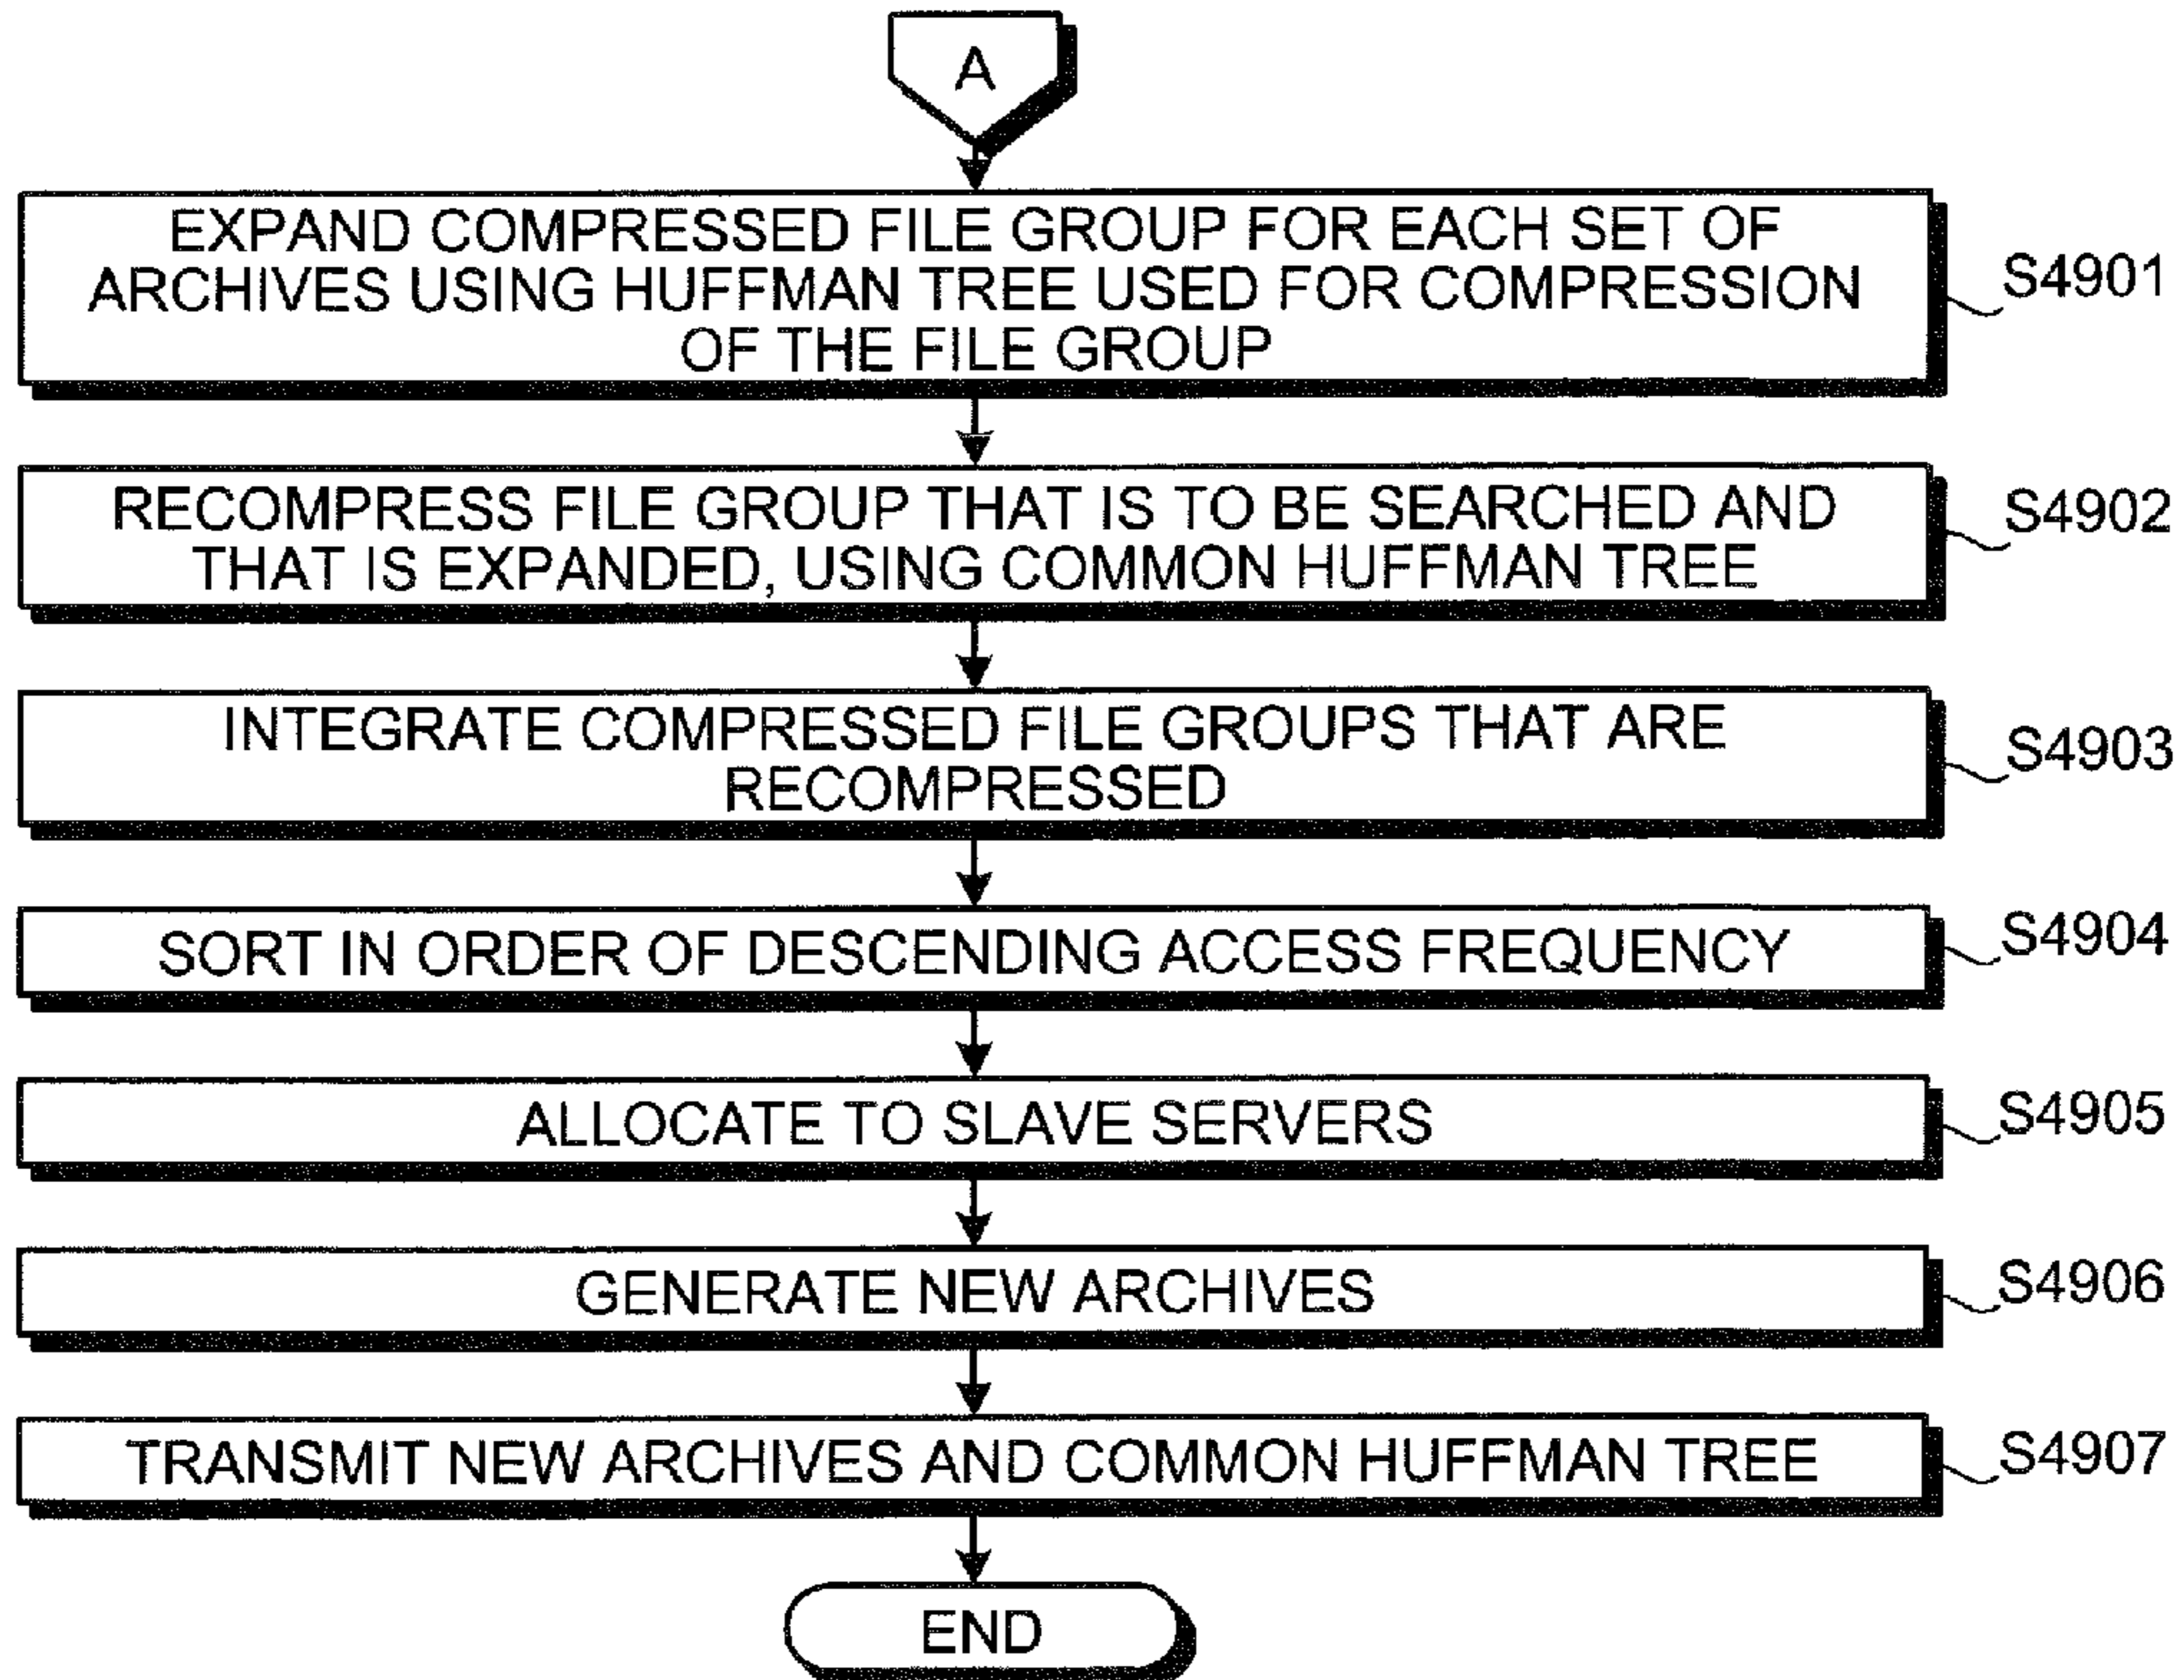 A
EXPAND COMPRESSED FILE GROUP FOR EACH SET OF
ARCHIVES USING HUFFMAN TREE USED FOR COMPRESSION
OF THE FILE GROUP
S4901
RECOMPRESS FILE GROUP THAT IS TO BE SEARCHED AND
THAT IS EXPANDED, USING COMMON HUFFMAN TREE
S4902
INTEGRATE COMPRESSED FILE GROUPS THAT ARE
RECOMPRESSED
S4903
SORT IN ORDER OF DESCENDING ACCESS FREQUENCY
S4904
ALLOCATE TO SLAVE SERVERS
S4905
GENERATE NEW ARCHIVES
S4906
TRANSMIT NEW ARCHIVES AND COMMON HUFFMAN TREE
S4907
END